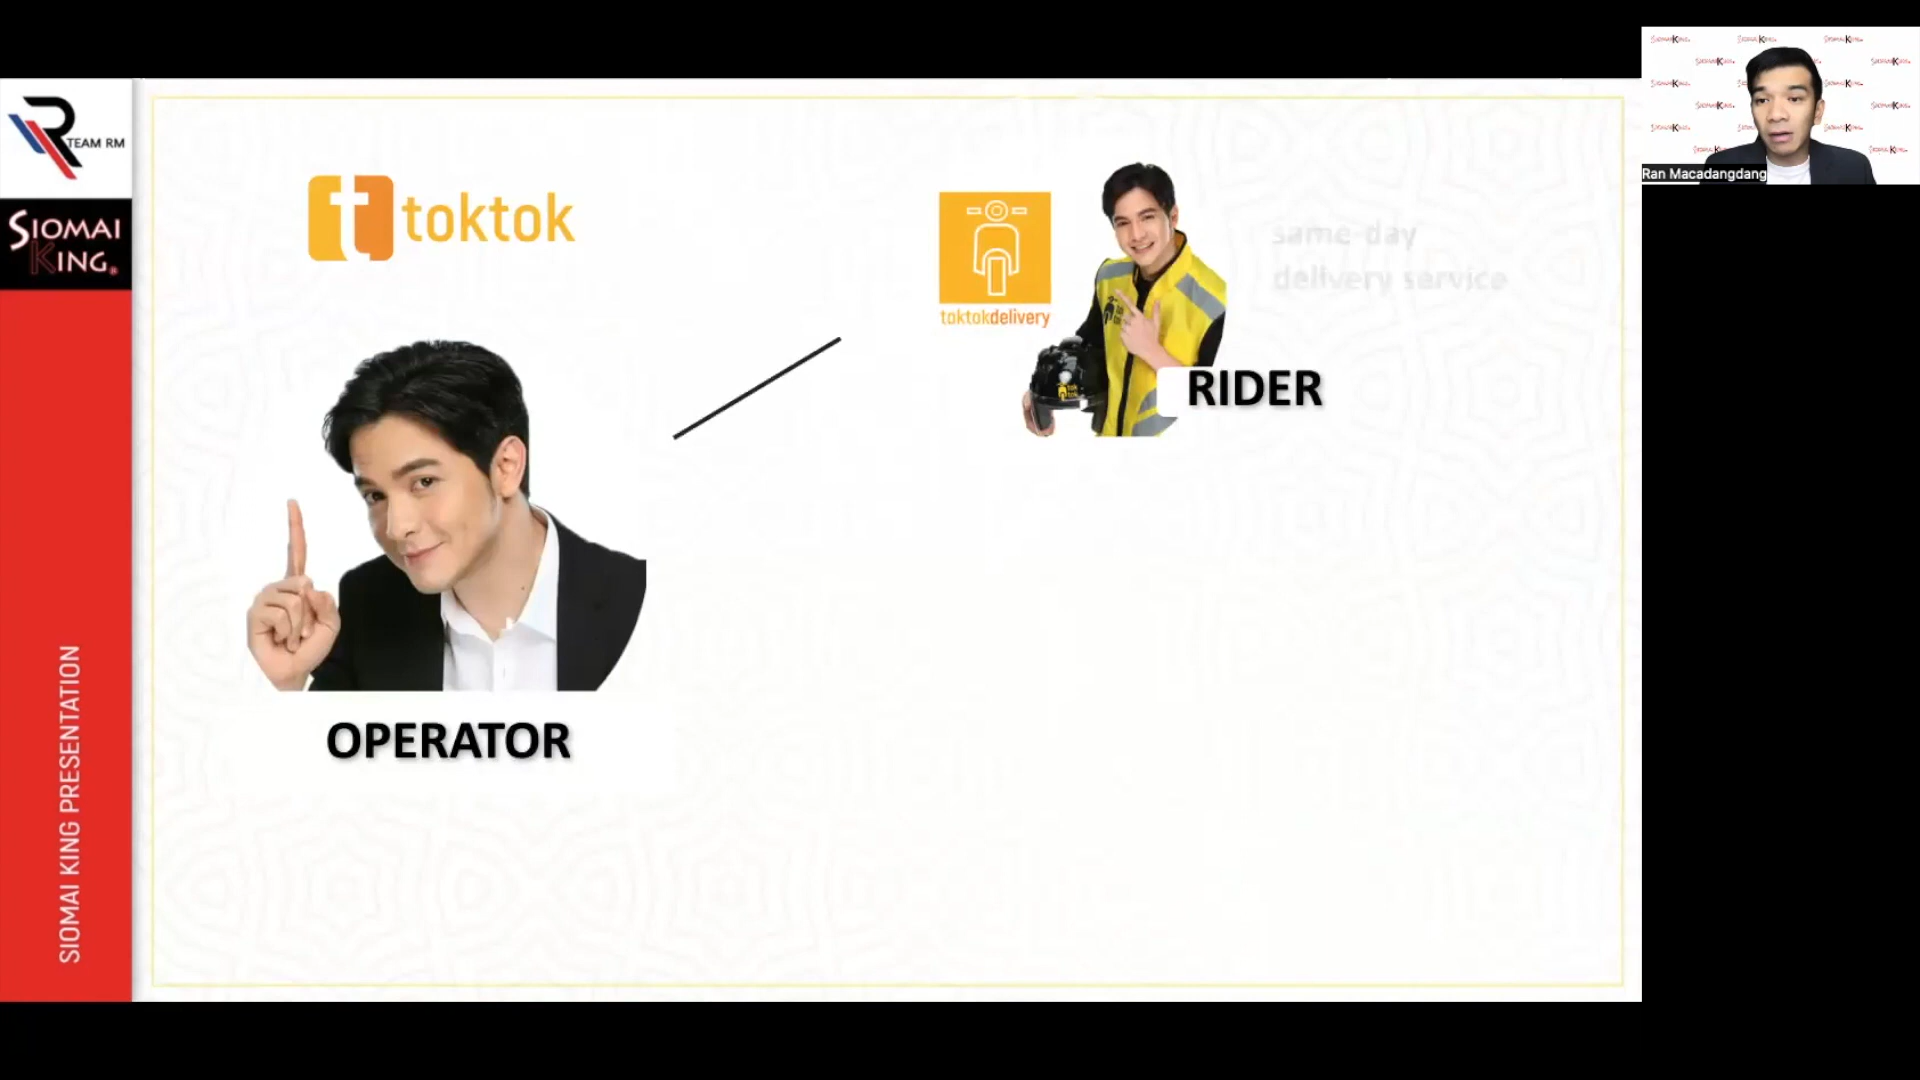 TEAM RM
SIOMAI
KING®
SIOMAI KING PRESENTATION
t toktok
OPERATOR
toktokdelivery
same-day
delivery service
RIDER
Ran Macadangdang